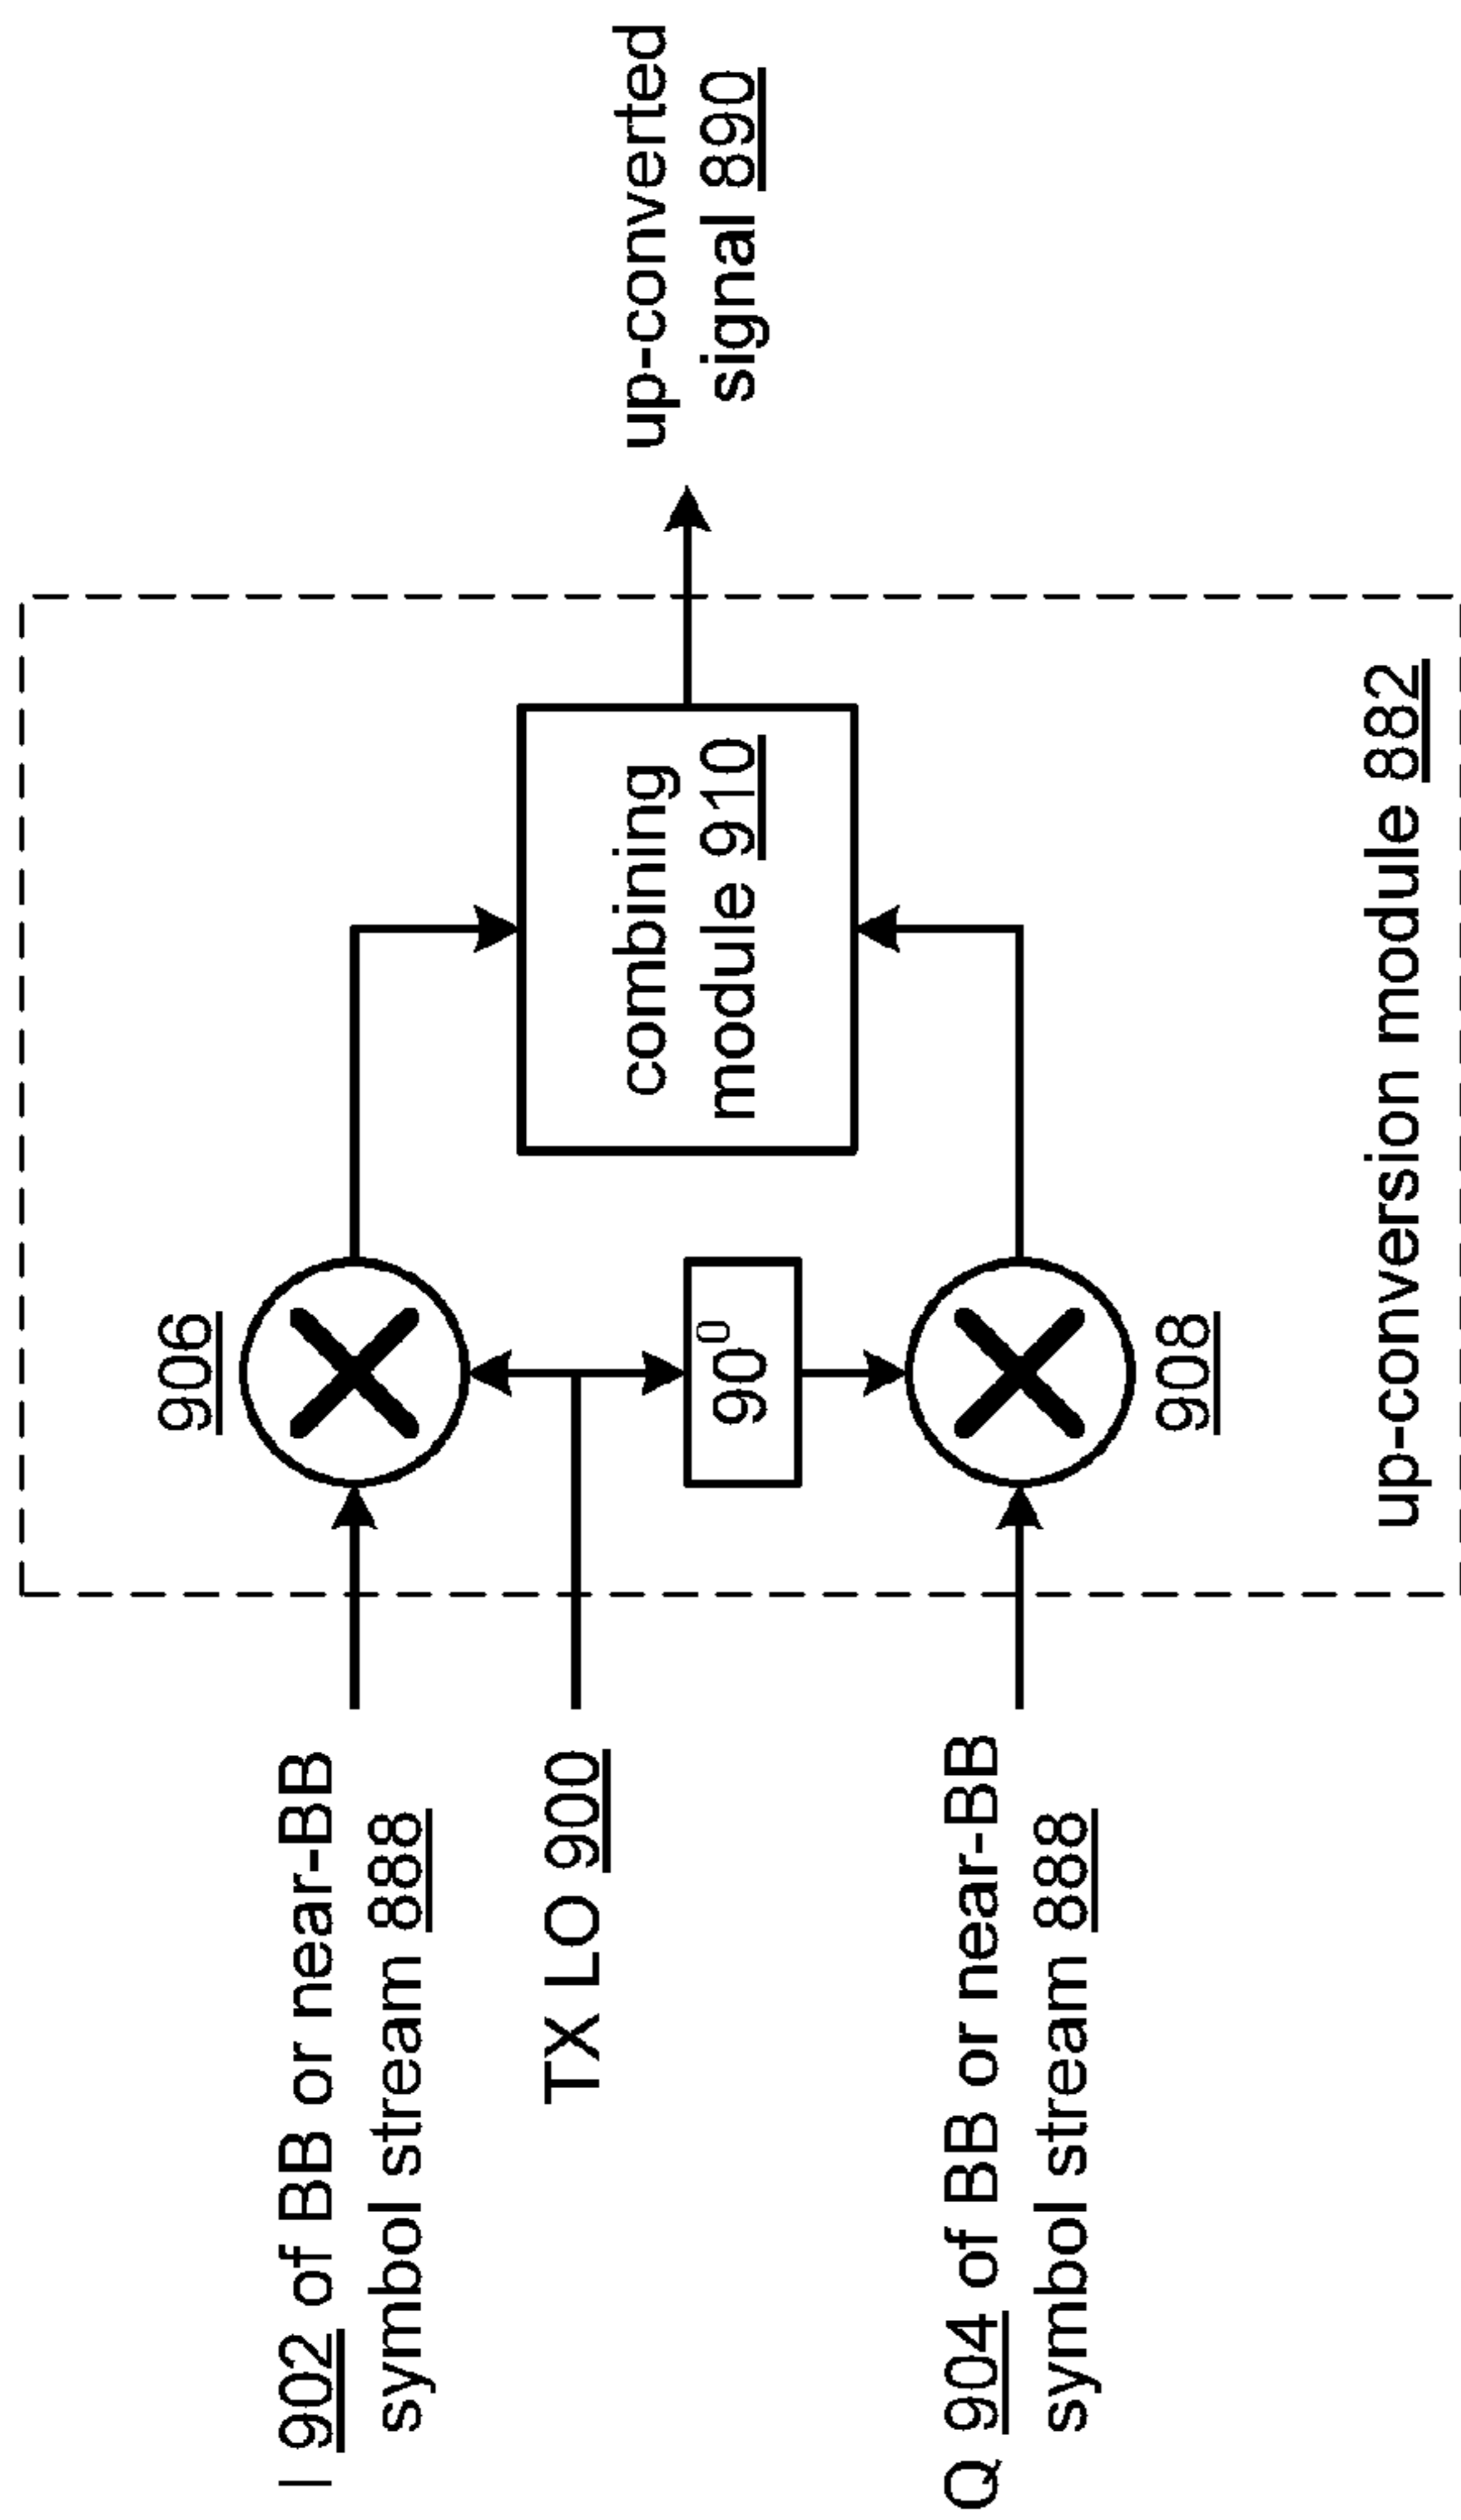 I 902 of BB or near-BB
symbol stream 888
TX LO 900
Q 904 of BB or near-BB
symbol stream 888
906
90⁰
908
combining
module 910
up-conversion module 882
up-converted
signal 890